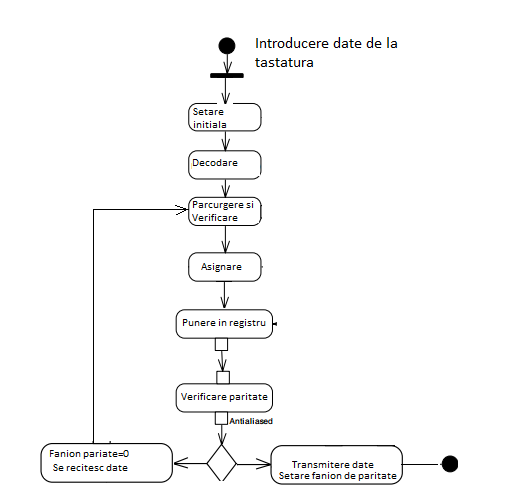 Introducere date de la
tastatura
Setare
initiala
Decodare
Parcurgere si
Verificare
Asignare
Punere in registru
Verificare paritate
Antialiased
Fanion pariate=0
Se recitesc date
Transmitere date
Setare fanion de paritate